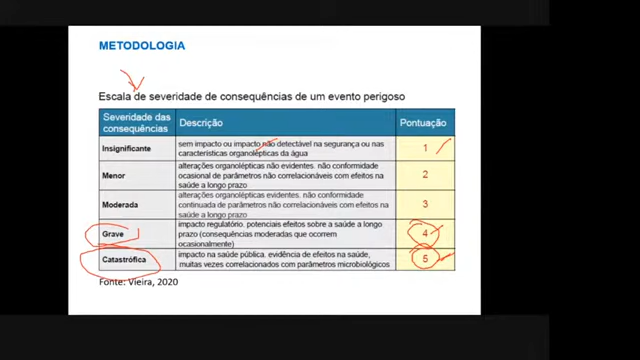 METODOLOGIA
Escala de severidade de consequências de um evento perigoso
Severidade das
consequências
Descrição
Pontuação
Insignificante
sem impacto ou impacto não detectável na segurança ou nas
características organolépticas da água
1
Menor
alterações organolépticas não evidentes. não conformidade
ocasional de parâmetros não correlacionáveis com efeitos na
saúde a longo prazo
2
Moderada
alterações organolépticas evidentes. não conformidade
continuada de parâmetros não correlacionáveis com efeitos na
saúde a longo prazo
3
Grave
impacto regulatório. potenciais efeitos sobre a saúde a longo
prazo (consequências moderadas que ocorrem
ocasionalmente)
4
Catastrófica
impacto na saúde pública. evidência de efeitos na saúde,
muitas vezes correlacionados com parâmetros microbiológicos
5
Fonte: Vieira, 2020